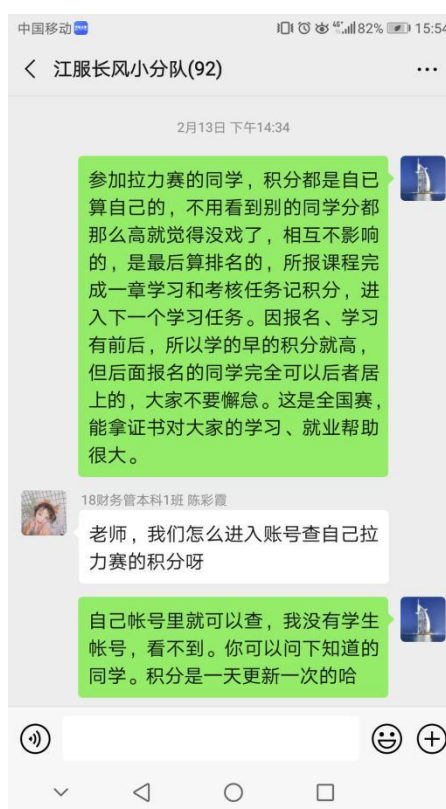 中国移动
82% 15:54
江服长风小分队(92)
2月13日 下午14:34
参加拉力赛的同学，积分都是自已
算自己的，不用看到别的同学分都
那么高就觉得没戏了，相互不影响
的，是最后算排名的，所报课程完
成一章学习和考核任务记积分，进
入下一个学习任务。因报名、学习
有前后，所以学的早的积分就高，
但后面报名的同学完全可以后者居
上的，大家不要懈怠。这是全国赛，
能拿证书对大家的学习、就业帮助
很大。
18财务管本科1班 陈彩霞
老师，我们怎么进入账号查自己拉
力赛的积分呀
自己帐号里就可以查，我没有学生
帐号，看不到。你可以问下知道的
同学。积分是一天更新一次的哈